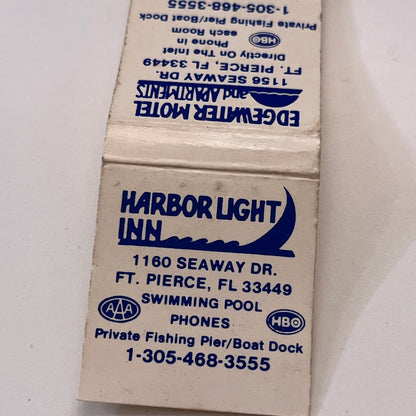 HARBOR LIGHT
INN
1160 SEAWAY DR.
FT. PIERCE, FL 33449
SWIMMING POOL
AAA PHONES HBO
Private Fishing Pier/Boat Dock
1-305-468-3555
EDGEWATER MOTEL
and APARTMENTS
1156 SEAWAY DR.
FT. PIERCE, FL 33449
Directly On The Inlet
Phone in
each Room HBO
Private Fishing Pier/Boat Dock
1-305-468-3555